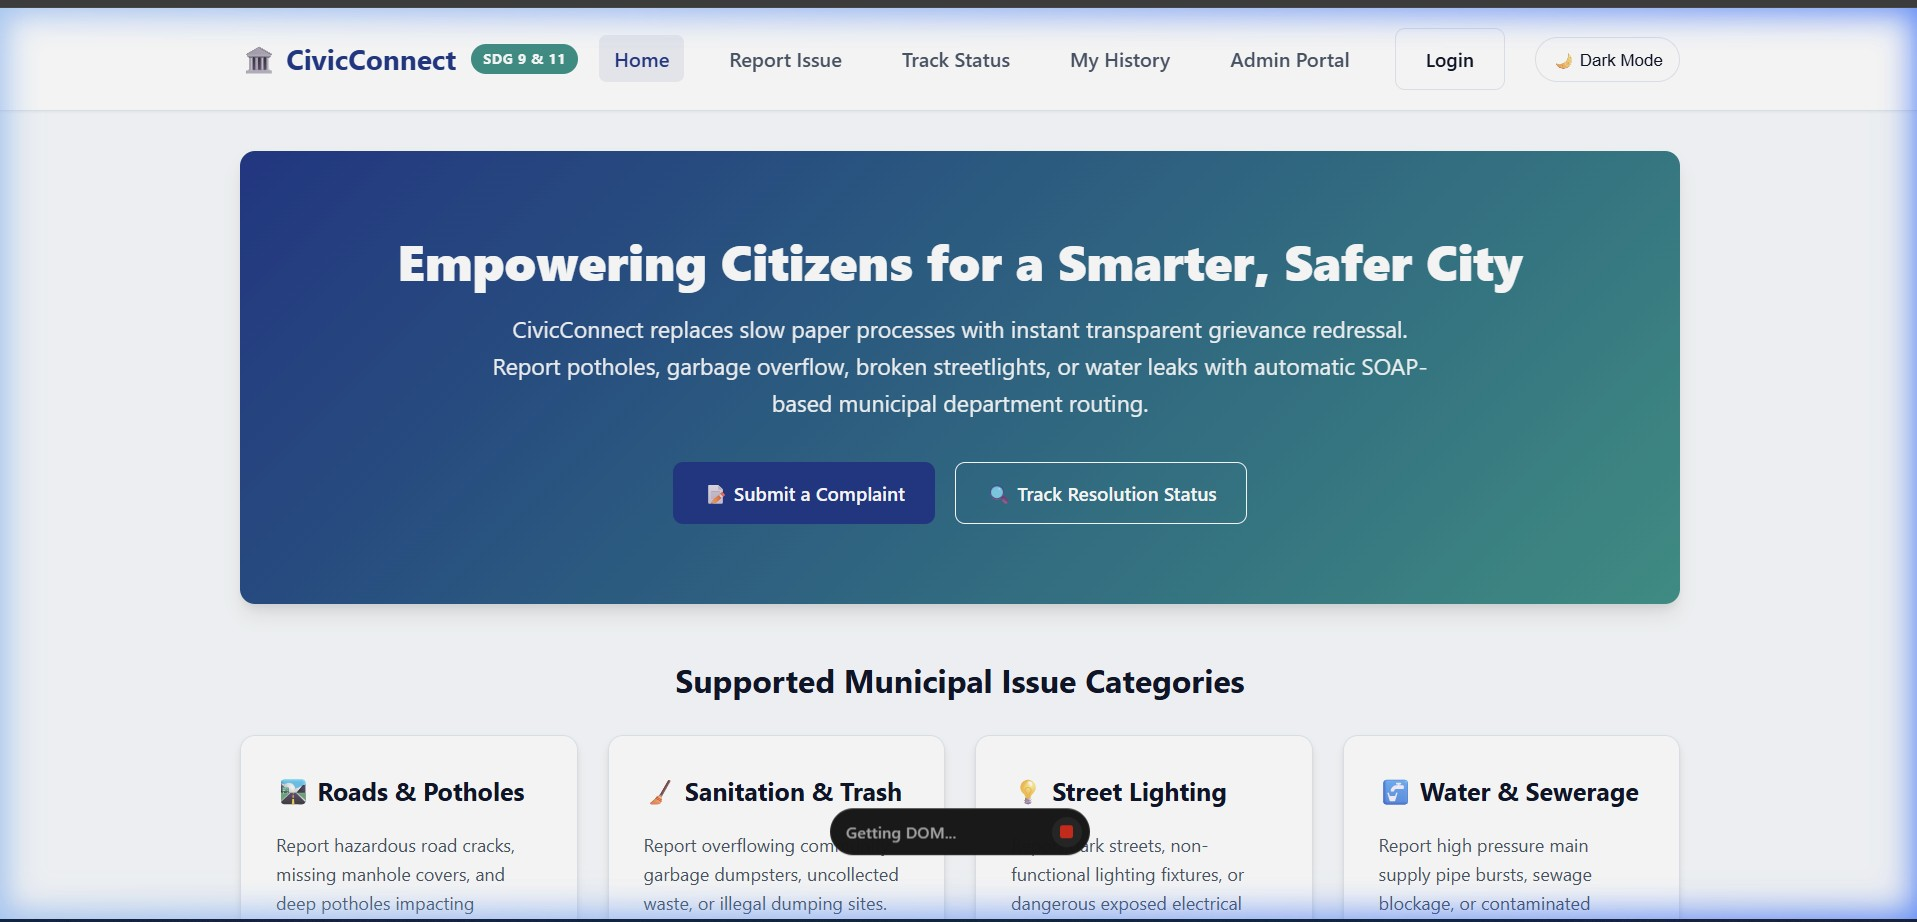 CivicConnect
SDG 9 & 11
Home
Report Issue
Track Status
My History
Admin Portal
Login
Dark Mode
Empowering Citizens for a Smarter, Safer City
CivicConnect replaces slow paper processes with instant transparent grievance redressal.
Report potholes, garbage overflow, broken streetlights, or water leaks with automatic SOAP-
based municipal department routing.
Submit a Complaint
Track Resolution Status
Supported Municipal Issue Categories
Roads & Potholes
Report hazardous road cracks,
missing manhole covers, and
deep potholes impacting
Sanitation & Trash
Report overflowing
garbage dumpsters, uncollected
waste, or illegal dumping sites.
Street Lighting
streets, non-
functional lighting fixtures, or
dangerous exposed electrical
Water & Sewerage
Report high pressure main
supply pipe bursts, sewage
blockage, or contaminated
Getting DOM...